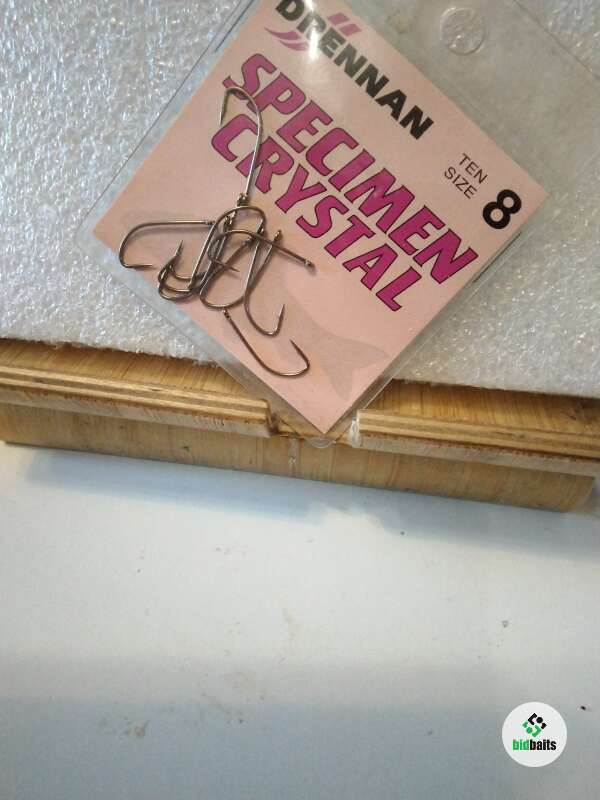 DRENNAN
SPECIMEN
CRYSTAL
TEN
SIZE 8
bidbaits